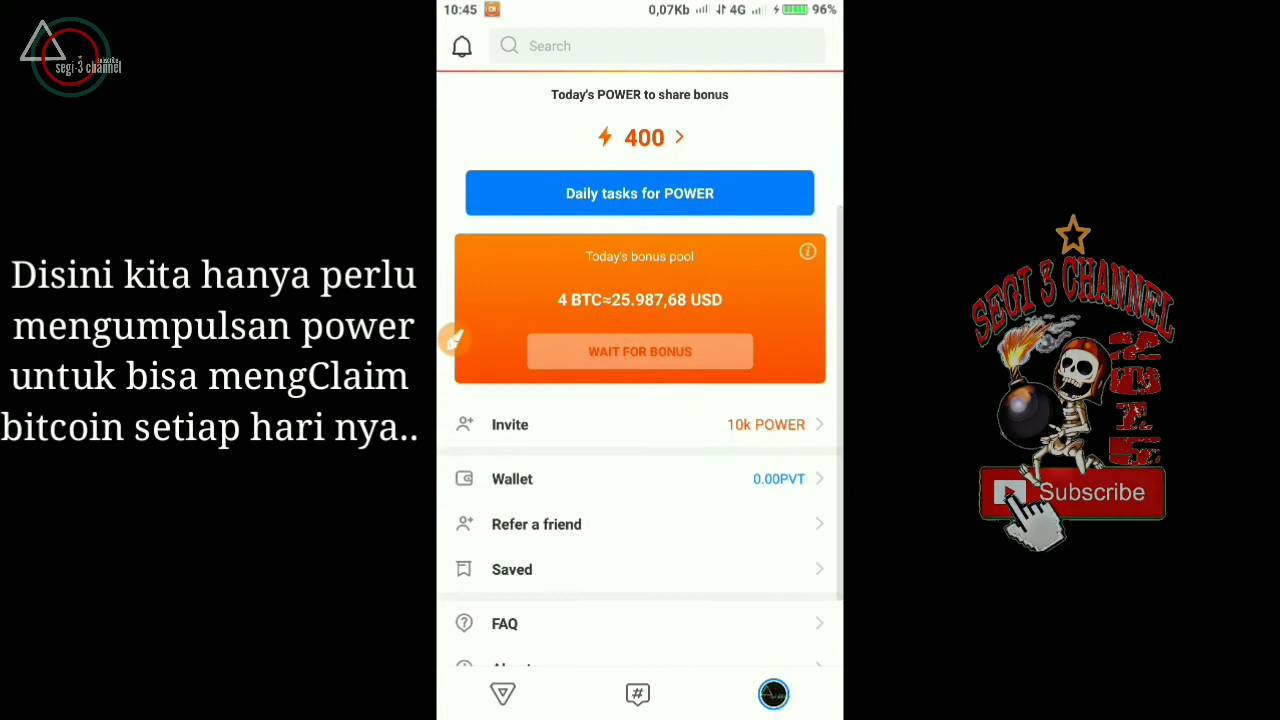 10:45
0,07Kb
4G
96%
Search
segi-3 channel
Subscribe
Today's POWER to share bonus
400
Daily tasks for POWER
Today's bonus pool
4 BTC≈25.987,68 USD
WAIT FOR BONUS
Invite
10k POWER
Wallet
0.00PVT
Refer a friend
Saved
FAQ
Disini kita hanya perlu
mengumpulsan power
untuk bisa mengClaim
bitcoin setiap hari nya..
SEGI 3 CHANNEL
Subscribe